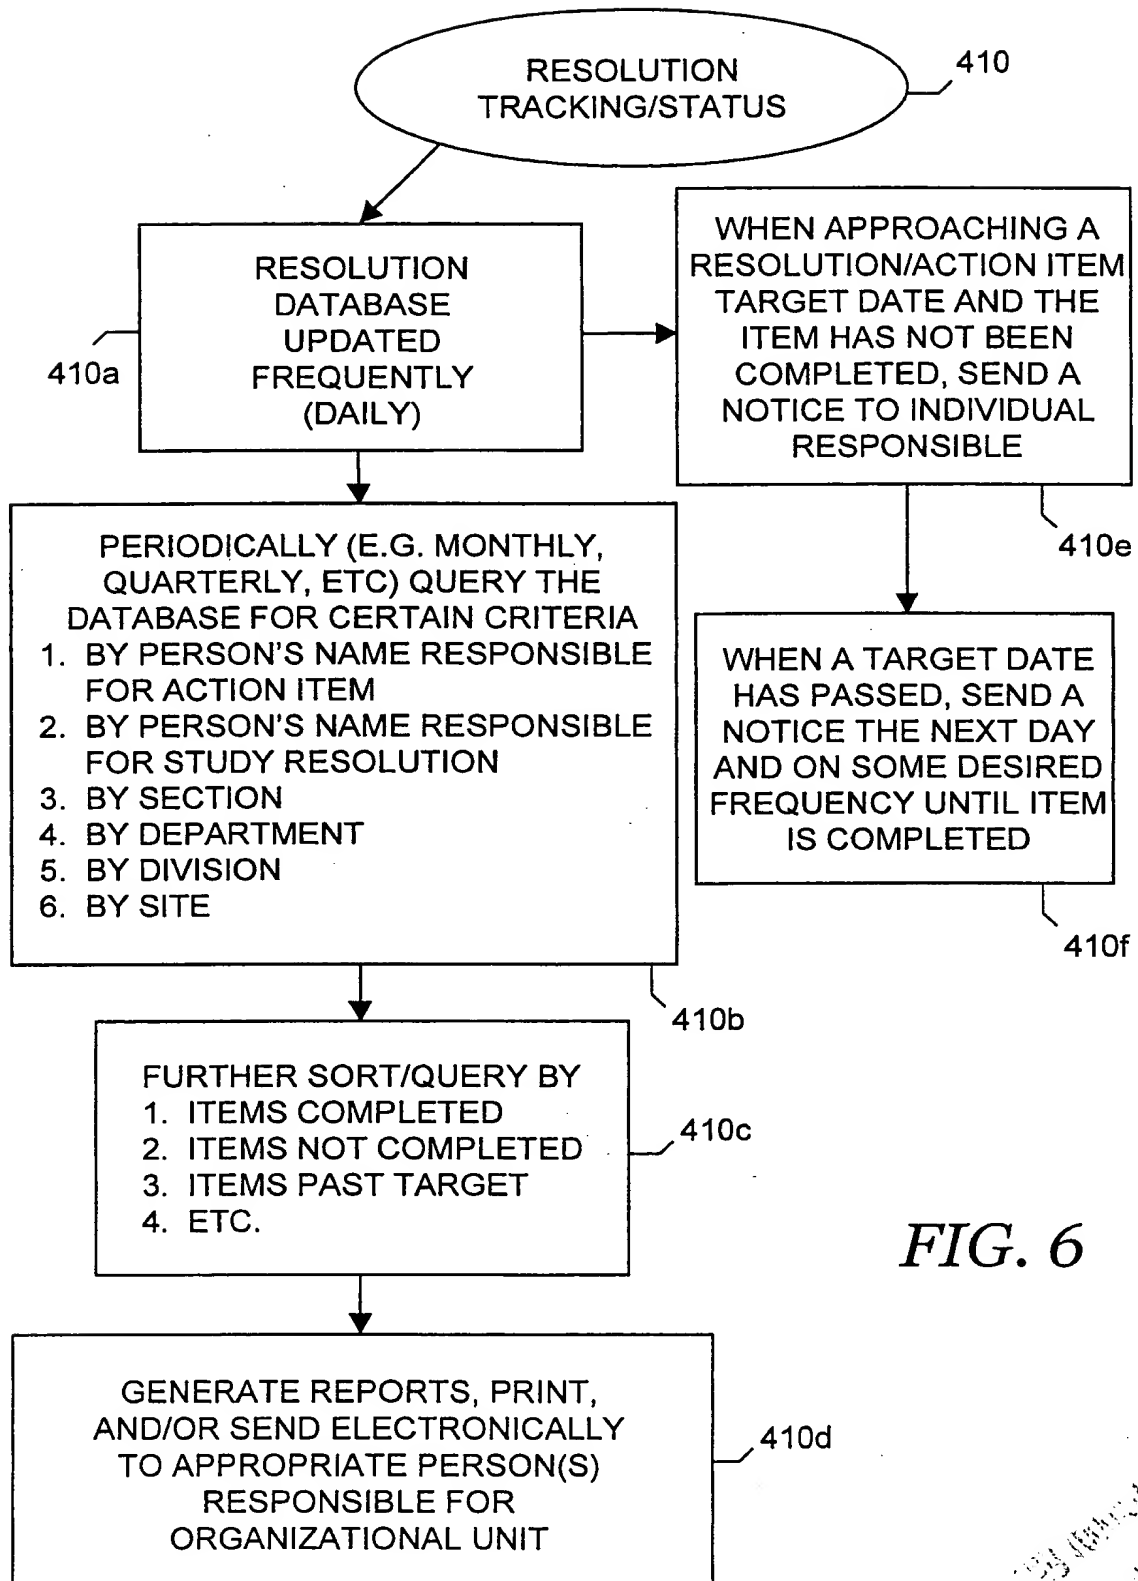 RESOLUTION
TRACKING/STATUS
410
RESOLUTION
DATABASE
UPDATED
FREQUENTLY
(DAILY)
410a
WHEN APPROACHING A
RESOLUTION/ACTION ITEM
TARGET DATE AND THE
ITEM HAS NOT BEEN
COMPLETED, SEND A
NOTICE TO INDIVIDUAL
RESPONSIBLE
410e
PERIODICALLY (E.G. MONTHLY,
QUARTERLY, ETC) QUERY THE
DATABASE FOR CERTAIN CRITERIA
1. BY PERSON'S NAME RESPONSIBLE
FOR ACTION ITEM
2. BY PERSON'S NAME RESPONSIBLE
FOR STUDY RESOLUTION
3. BY SECTION
4. BY DEPARTMENT
5. BY DIVISION
6. BY SITE
410b
WHEN A TARGET DATE
HAS PASSED, SEND A
NOTICE THE NEXT DAY
AND ON SOME DESIRED
FREQUENCY UNTIL ITEM
IS COMPLETED
410f
FURTHER SORT/QUERY BY
1. ITEMS COMPLETED
2. ITEMS NOT COMPLETED
3. ITEMS PAST TARGET
4. ETC.
410c
FIG. 6
GENERATE REPORTS, PRINT,
AND/OR SEND ELECTRONICALLY
TO APPROPRIATE PERSON(S)
RESPONSIBLE FOR
ORGANIZATIONAL UNIT
410d